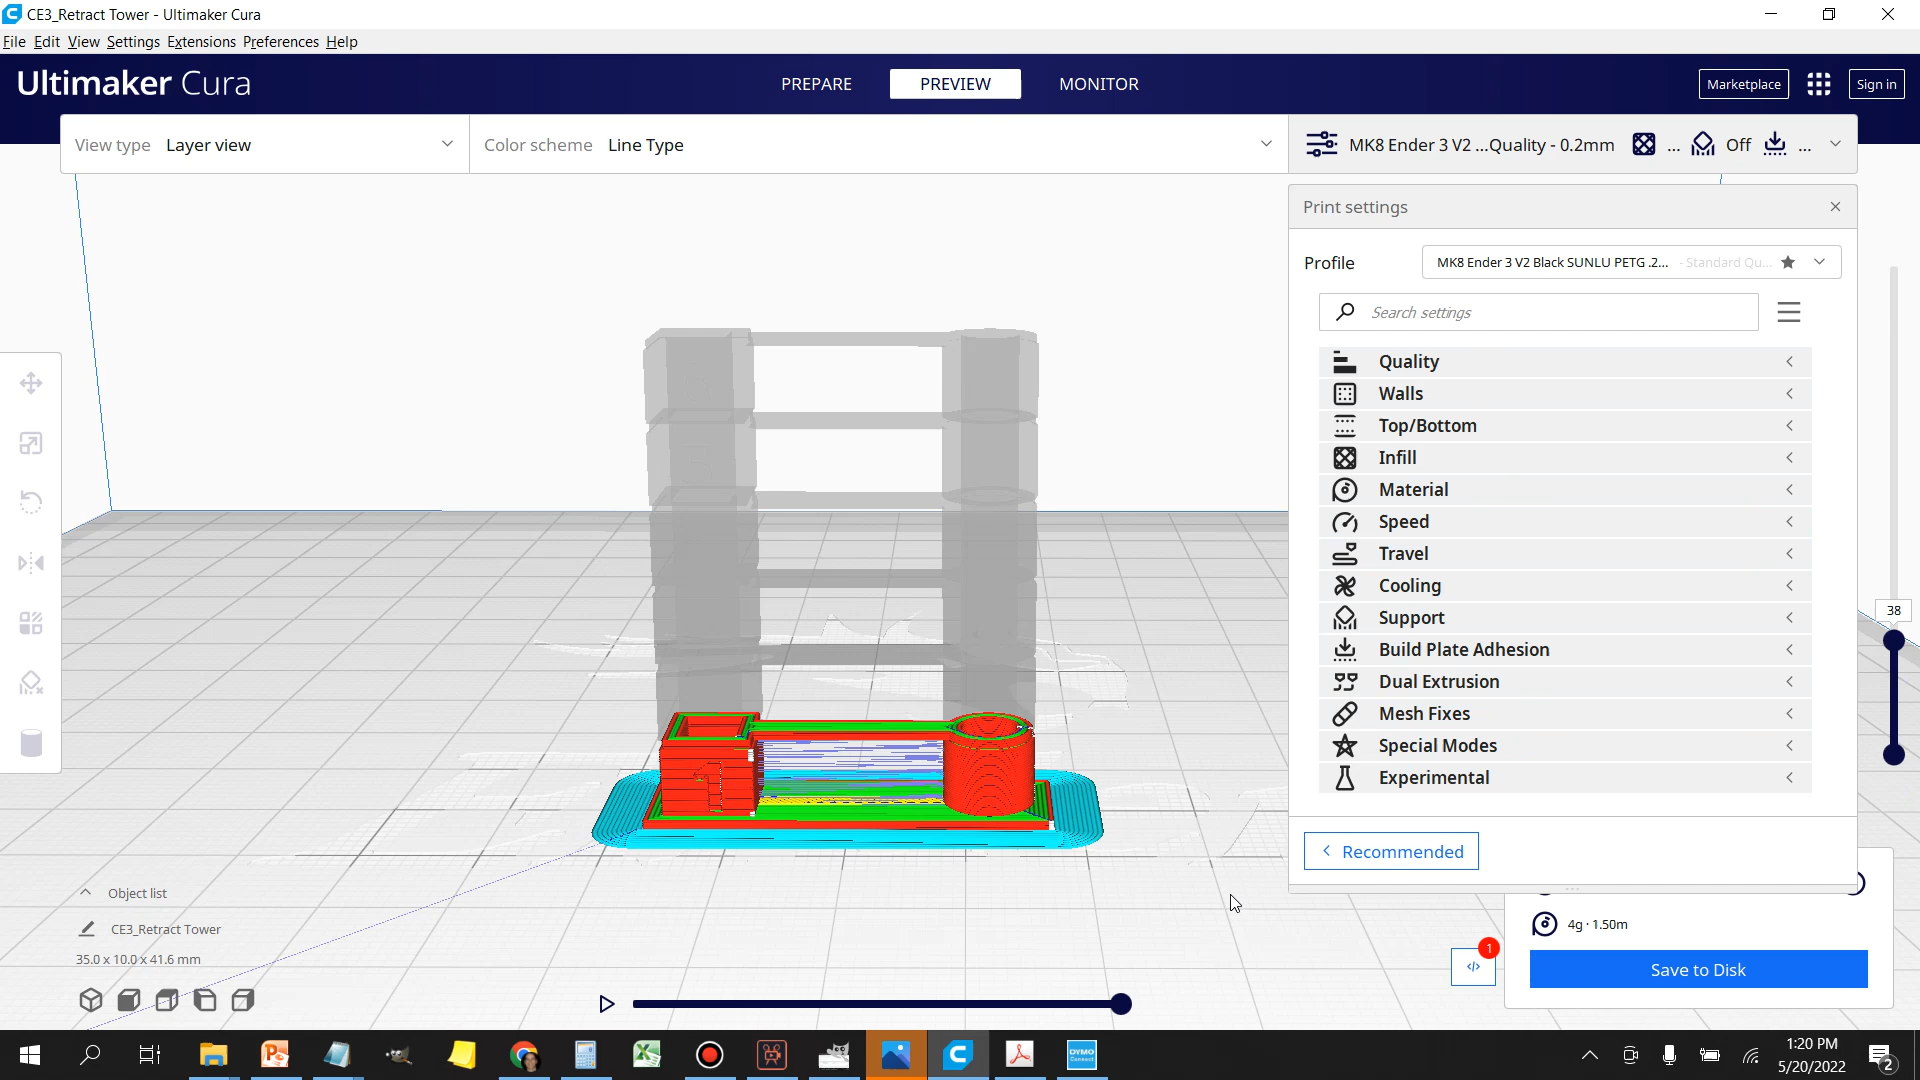 CE3_Retract Tower - Ultimaker Cura
File Edit View Settings Extensions Preferences Help
Ultimaker Cura
PREPARE
PREVIEW
MONITOR
Marketplace
Sign in
View type Layer view
Color scheme Line Type
MK8 Ender 3 V2 ...Quality - 0.2mm ... Off ...
Print settings
Profile
MK8 Ender 3 V2 Black SUNLU PETG .2... - Standard Qu...
Search settings
Quality
Walls
Top/Bottom
Infill
Material
Speed
Travel
Cooling
Support
Build Plate Adhesion
Dual Extrusion
Mesh Fixes
Special Modes
Experimental
Recommended
38
1
Object list
CE3_Retract Tower
35.0 x 10.0 x 41.6 mm
4g · 1.50m
1
</>
Save to Disk
DYMO
Connect
1:20 PM
5/20/2022
2